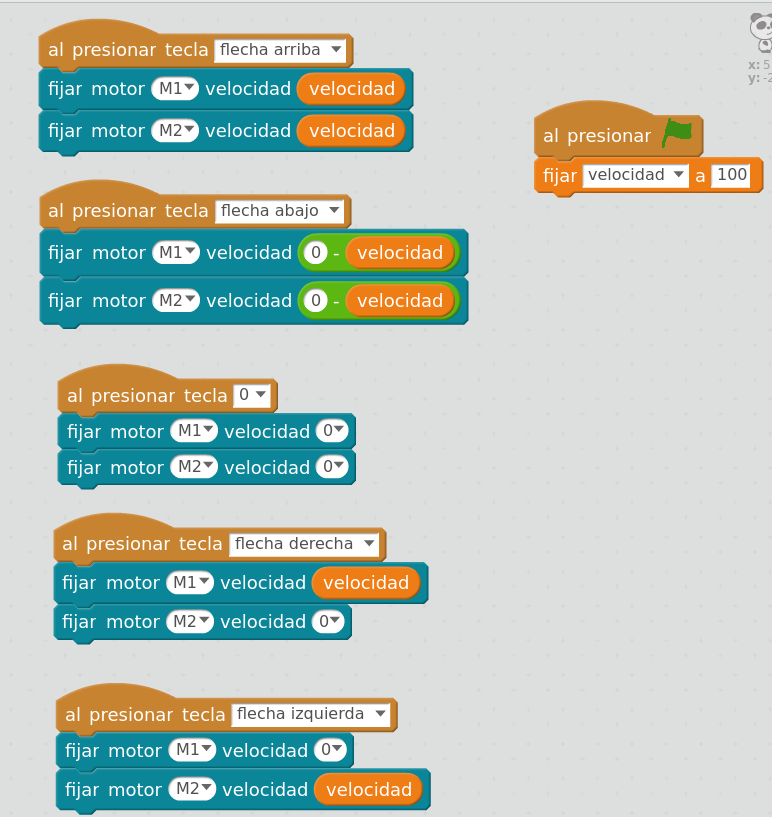 al presionar tecla flecha arriba
fijar motor M1 velocidad velocidad
fijar motor M2 velocidad velocidad
al presionar tecla flecha abajo
fijar motor M1 velocidad 0 - velocidad
fijar motor M2 velocidad 0 - velocidad
al presionar tecla 0
fijar motor M1 velocidad 0
fijar motor M2 velocidad 0
al presionar tecla flecha derecha
fijar motor M1 velocidad velocidad
fijar motor M2 velocidad 0
al presionar tecla flecha izquierda
fijar motor M1 velocidad 0
fijar motor M2 velocidad velocidad
al presionar
fijar velocidad a 100
x: 5
y: -2